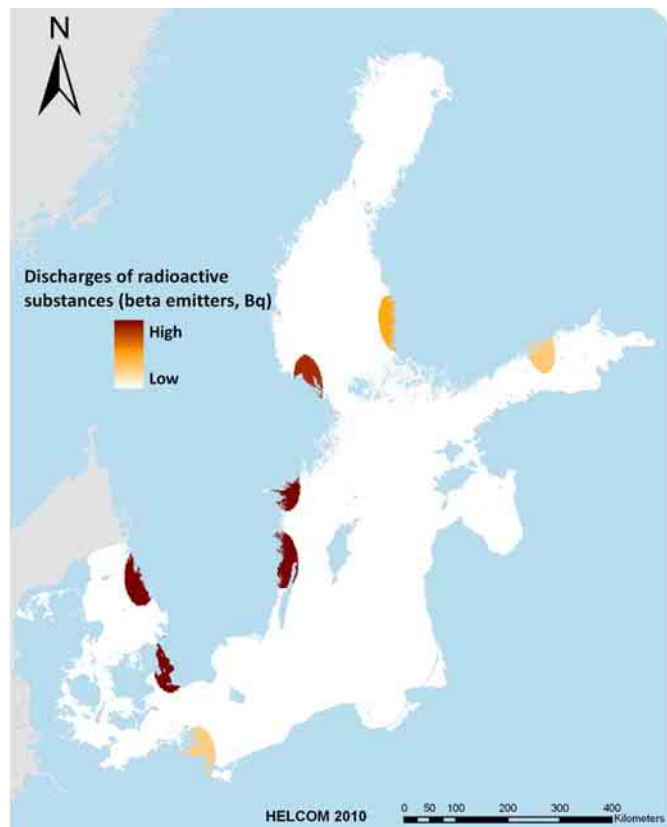 N
Discharges of radioactive
substances (beta emitters, Bq)
High
Low
HELCOM 2010
0 50 100 200 300 400
Kilometers